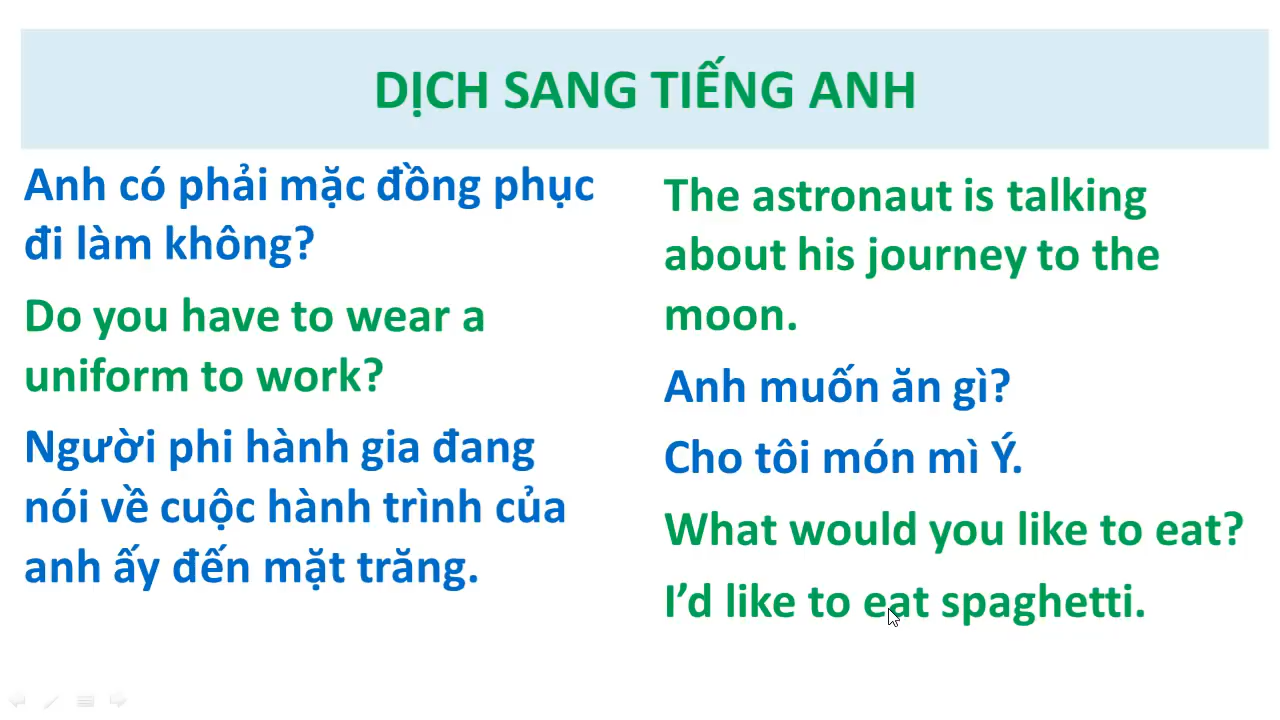 DỊCH SANG TIẾNG ANH
Anh có phải mặc đồng phục
đi làm không?
Do you have to wear a
uniform to work?
Người phi hành gia đang
nói về cuộc hành trình của
anh ấy đến mặt trăng.
The astronaut is talking
about his journey to the
moon.
Anh muốn ăn gì?
Cho tôi món mì Ý.
What would you like to eat?
I’d like to eat spaghetti.